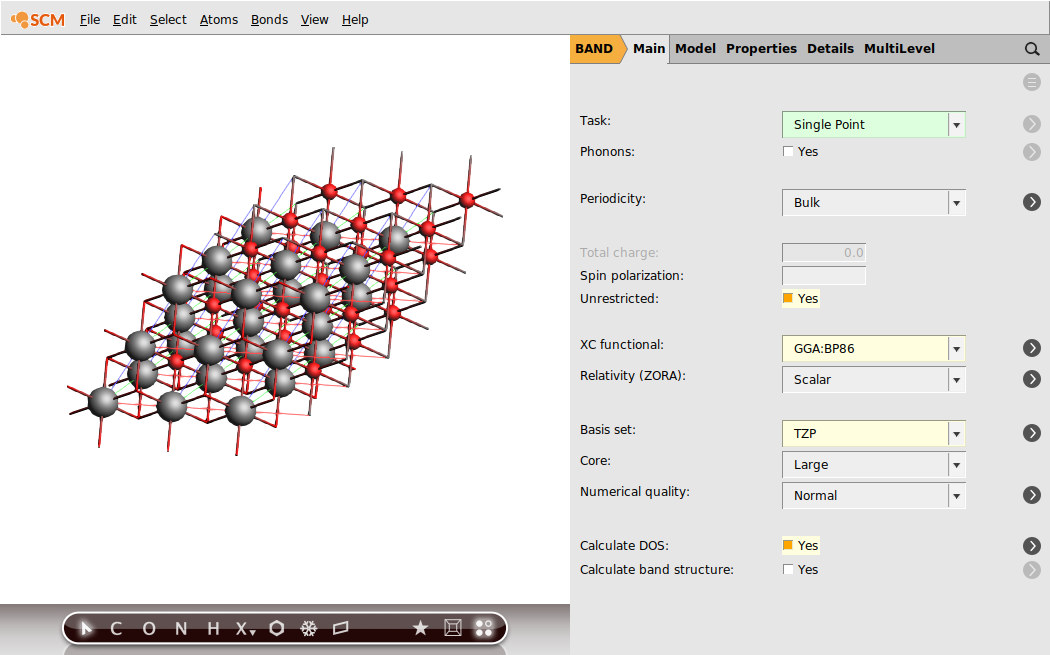 SCM File Edit Select Atoms Bonds View Help
BAND Main Model Properties Details MultiLevel
Task: Single Point
Phonons: Yes
Periodicity: Bulk
Total charge: 0.0
Spin polarization:
Unrestricted: Yes
XC functional: GGA:BP86
Relativity (ZORA): Scalar
Basis set: TZP
Core: Large
Numerical quality: Normal
Calculate DOS: Yes
Calculate band structure: Yes
C O N H X